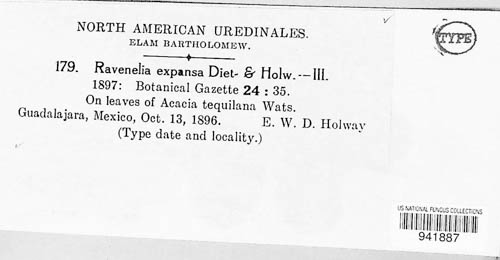 NORTH AMERICAN UREDINALES.
ELAM BARTHOLOMEW.
TYPE
179. Ravenelia expansa Diet- & Holw.--III.
1897: Botanical Gazette 24 : 35.
On leaves of Acacia tequilana Wats.
Guadalajara, Mexico, Oct. 13, 1896. E. W. D. Holway
(Type date and locality.)
US NATIONAL FUNGUS COLLECTIONS
941887